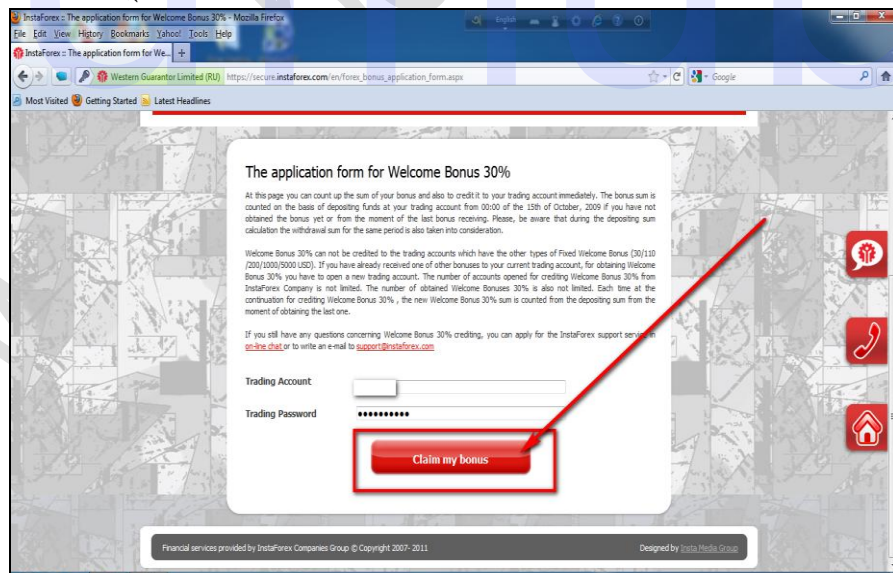 InstaForex :: The application form for Welcome Bonus 30% - Mozilla Firefox
English
File Edit View History Bookmarks Yahoo! Tools Help
InstaForex :: The application form for We...
Western Guarantor Limited (RU) https://secure.instaforex.com/en/forex_bonus_application_form.aspx
Google
Most Visited Getting Started Latest Headlines
The application form for Welcome Bonus 30%
At this page you can count up the sum of your bonus and also to credit it to your trading account immediately. The bonus sum is
counted on the basis of depositing funds at your trading account from 00:00 of the 15th of October, 2009 if you have not
obtained the bonus yet or from the moment of the last bonus receiving. Please, be aware that during the depositing sum
calculation the withdrawal sum for the same period is also taken into consideration.
Welcome Bonus 30% can not be credited to the trading accounts which have the other types of Fixed Welcome Bonus (30/110
/200/1000/5000 USD). If you have already received one of other bonuses to your current trading account, for obtaining Welcome
Bonus 30% you have to open a new trading account. The number of accounts opened for crediting Welcome Bonus 30% from
InstaForex Company is not limited. The number of obtained Welcome Bonuses 30% is also not limited. Each time at the
continuation for crediting Welcome Bonus 30% , the new Welcome Bonus 30% sum is counted from the depositing sum from the
moment of obtaining the last one.
If you still have any questions concerning Welcome Bonus 30% crediting, you can apply for the InstaForex support service in
on-line chat or to write an e-mail to support@instaforex.com
Trading Account
Trading Password ••••••••••
Claim my bonus
Financial services provided by InstaForex Companies Group © Copyright 2007- 2011
Designed by Insta Media Group